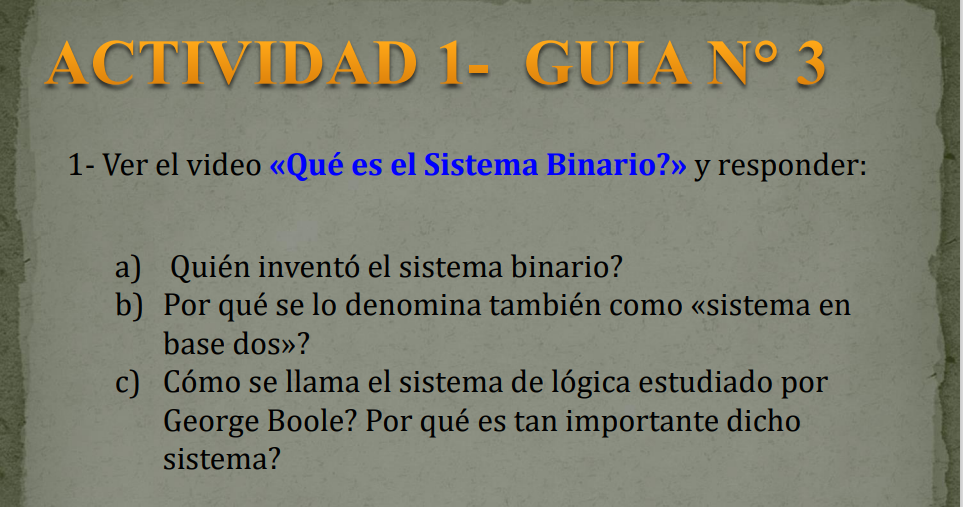 ACTIVIDAD 1- GUIA N° 3
1- Ver el video «Qué es el Sistema Binario?» y responder:
a) Quién inventó el sistema binario?
b) Por qué se lo denomina también como «sistema en
base dos»?
c) Cómo se llama el sistema de lógica estudiado por
George Boole? Por qué es tan importante dicho
sistema?